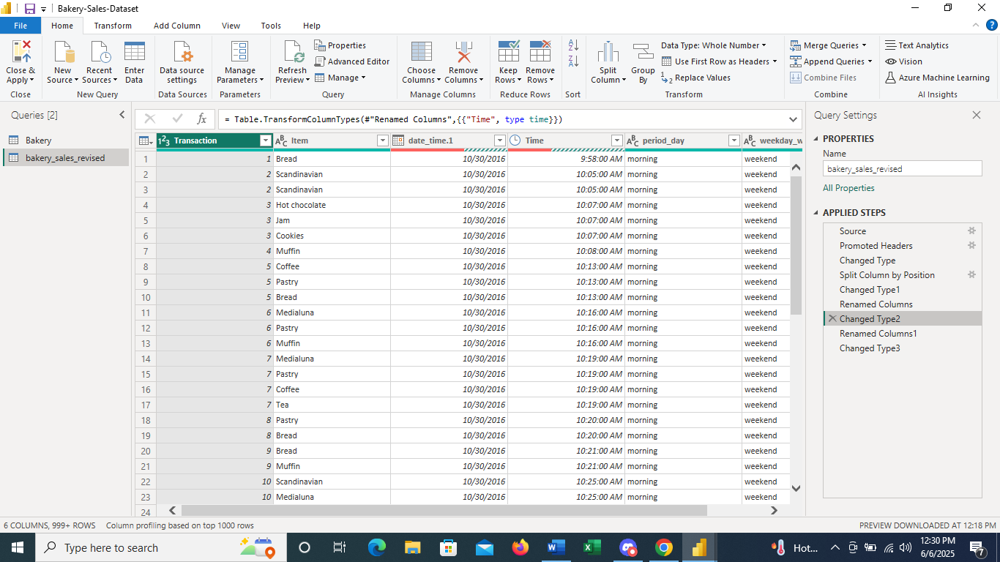 Bakery-Sales-Dataset
File Home Transform Add Column View Tools Help
Close & Apply
Close
New Source
Recent Sources
Enter Data
New Query
Data source settings
Data Sources
Manage Parameters
Parameters
Refresh Preview
Properties
Advanced Editor
Manage
Query
Choose Columns
Remove Columns
Manage Columns
Keep Rows
Remove Rows
Reduce Rows
Sort
Split Column
Group By
Data Type: Whole Number
Use First Row as Headers
Replace Values
Transform
Merge Queries
Append Queries
Combine Files
Combine
Text Analytics
Vision
Azure Machine Learning
AI Insights
Queries [2]
Bakery
bakery_sales_revised
= Table.TransformColumnTypes(#"Renamed Columns",{{"Time", type time}})
Transaction Item date_time.1 Time period_day weekday_w
1 1 Bread 10/30/2016 9:58:00 AM morning weekend
2 2 Scandinavian 10/30/2016 10:05:00 AM morning weekend
3 2 Scandinavian 10/30/2016 10:05:00 AM morning weekend
4 3 Hot chocolate 10/30/2016 10:07:00 AM morning weekend
5 3 Jam 10/30/2016 10:07:00 AM morning weekend
6 3 Cookies 10/30/2016 10:07:00 AM morning weekend
7 4 Muffin 10/30/2016 10:08:00 AM morning weekend
8 5 Coffee 10/30/2016 10:13:00 AM morning weekend
9 5 Pastry 10/30/2016 10:13:00 AM morning weekend
10 5 Bread 10/30/2016 10:13:00 AM morning weekend
11 6 Medialuna 10/30/2016 10:16:00 AM morning weekend
12 6 Pastry 10/30/2016 10:16:00 AM morning weekend
13 6 Muffin 10/30/2016 10:16:00 AM morning weekend
14 7 Medialuna 10/30/2016 10:19:00 AM morning weekend
15 7 Pastry 10/30/2016 10:19:00 AM morning weekend
16 7 Coffee 10/30/2016 10:19:00 AM morning weekend
17 7 Tea 10/30/2016 10:19:00 AM morning weekend
18 8 Pastry 10/30/2016 10:20:00 AM morning weekend
19 8 Bread 10/30/2016 10:20:00 AM morning weekend
20 9 Bread 10/30/2016 10:21:00 AM morning weekend
21 9 Muffin 10/30/2016 10:21:00 AM morning weekend
22 10 Scandinavian 10/30/2016 10:25:00 AM morning weekend
23 10 Medialuna 10/30/2016 10:25:00 AM morning weekend
24
Query Settings
PROPERTIES
Name
bakery_sales_revised
All Properties
APPLIED STEPS
Source
Promoted Headers
Changed Type
Split Column by Position
Changed Type1
Renamed Columns
Changed Type2
Renamed Columns1
Changed Type3
6 COLUMNS, 999+ ROWS Column profiling based on top 1000 rows PREVIEW DOWNLOADED AT 12:18 PM
Type here to search
Hot...
12:30 PM
6/6/2025
7